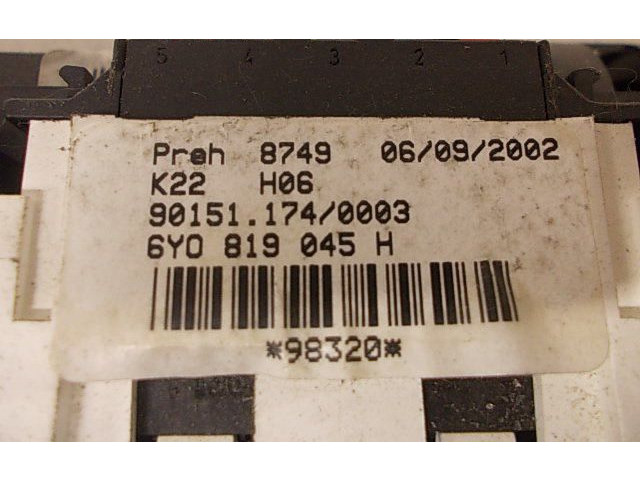 5 4 3 2 1
Preh 8749 06/09/2002
K22 H06
90151.174/0003
6Y0 819 045 H
*98320*